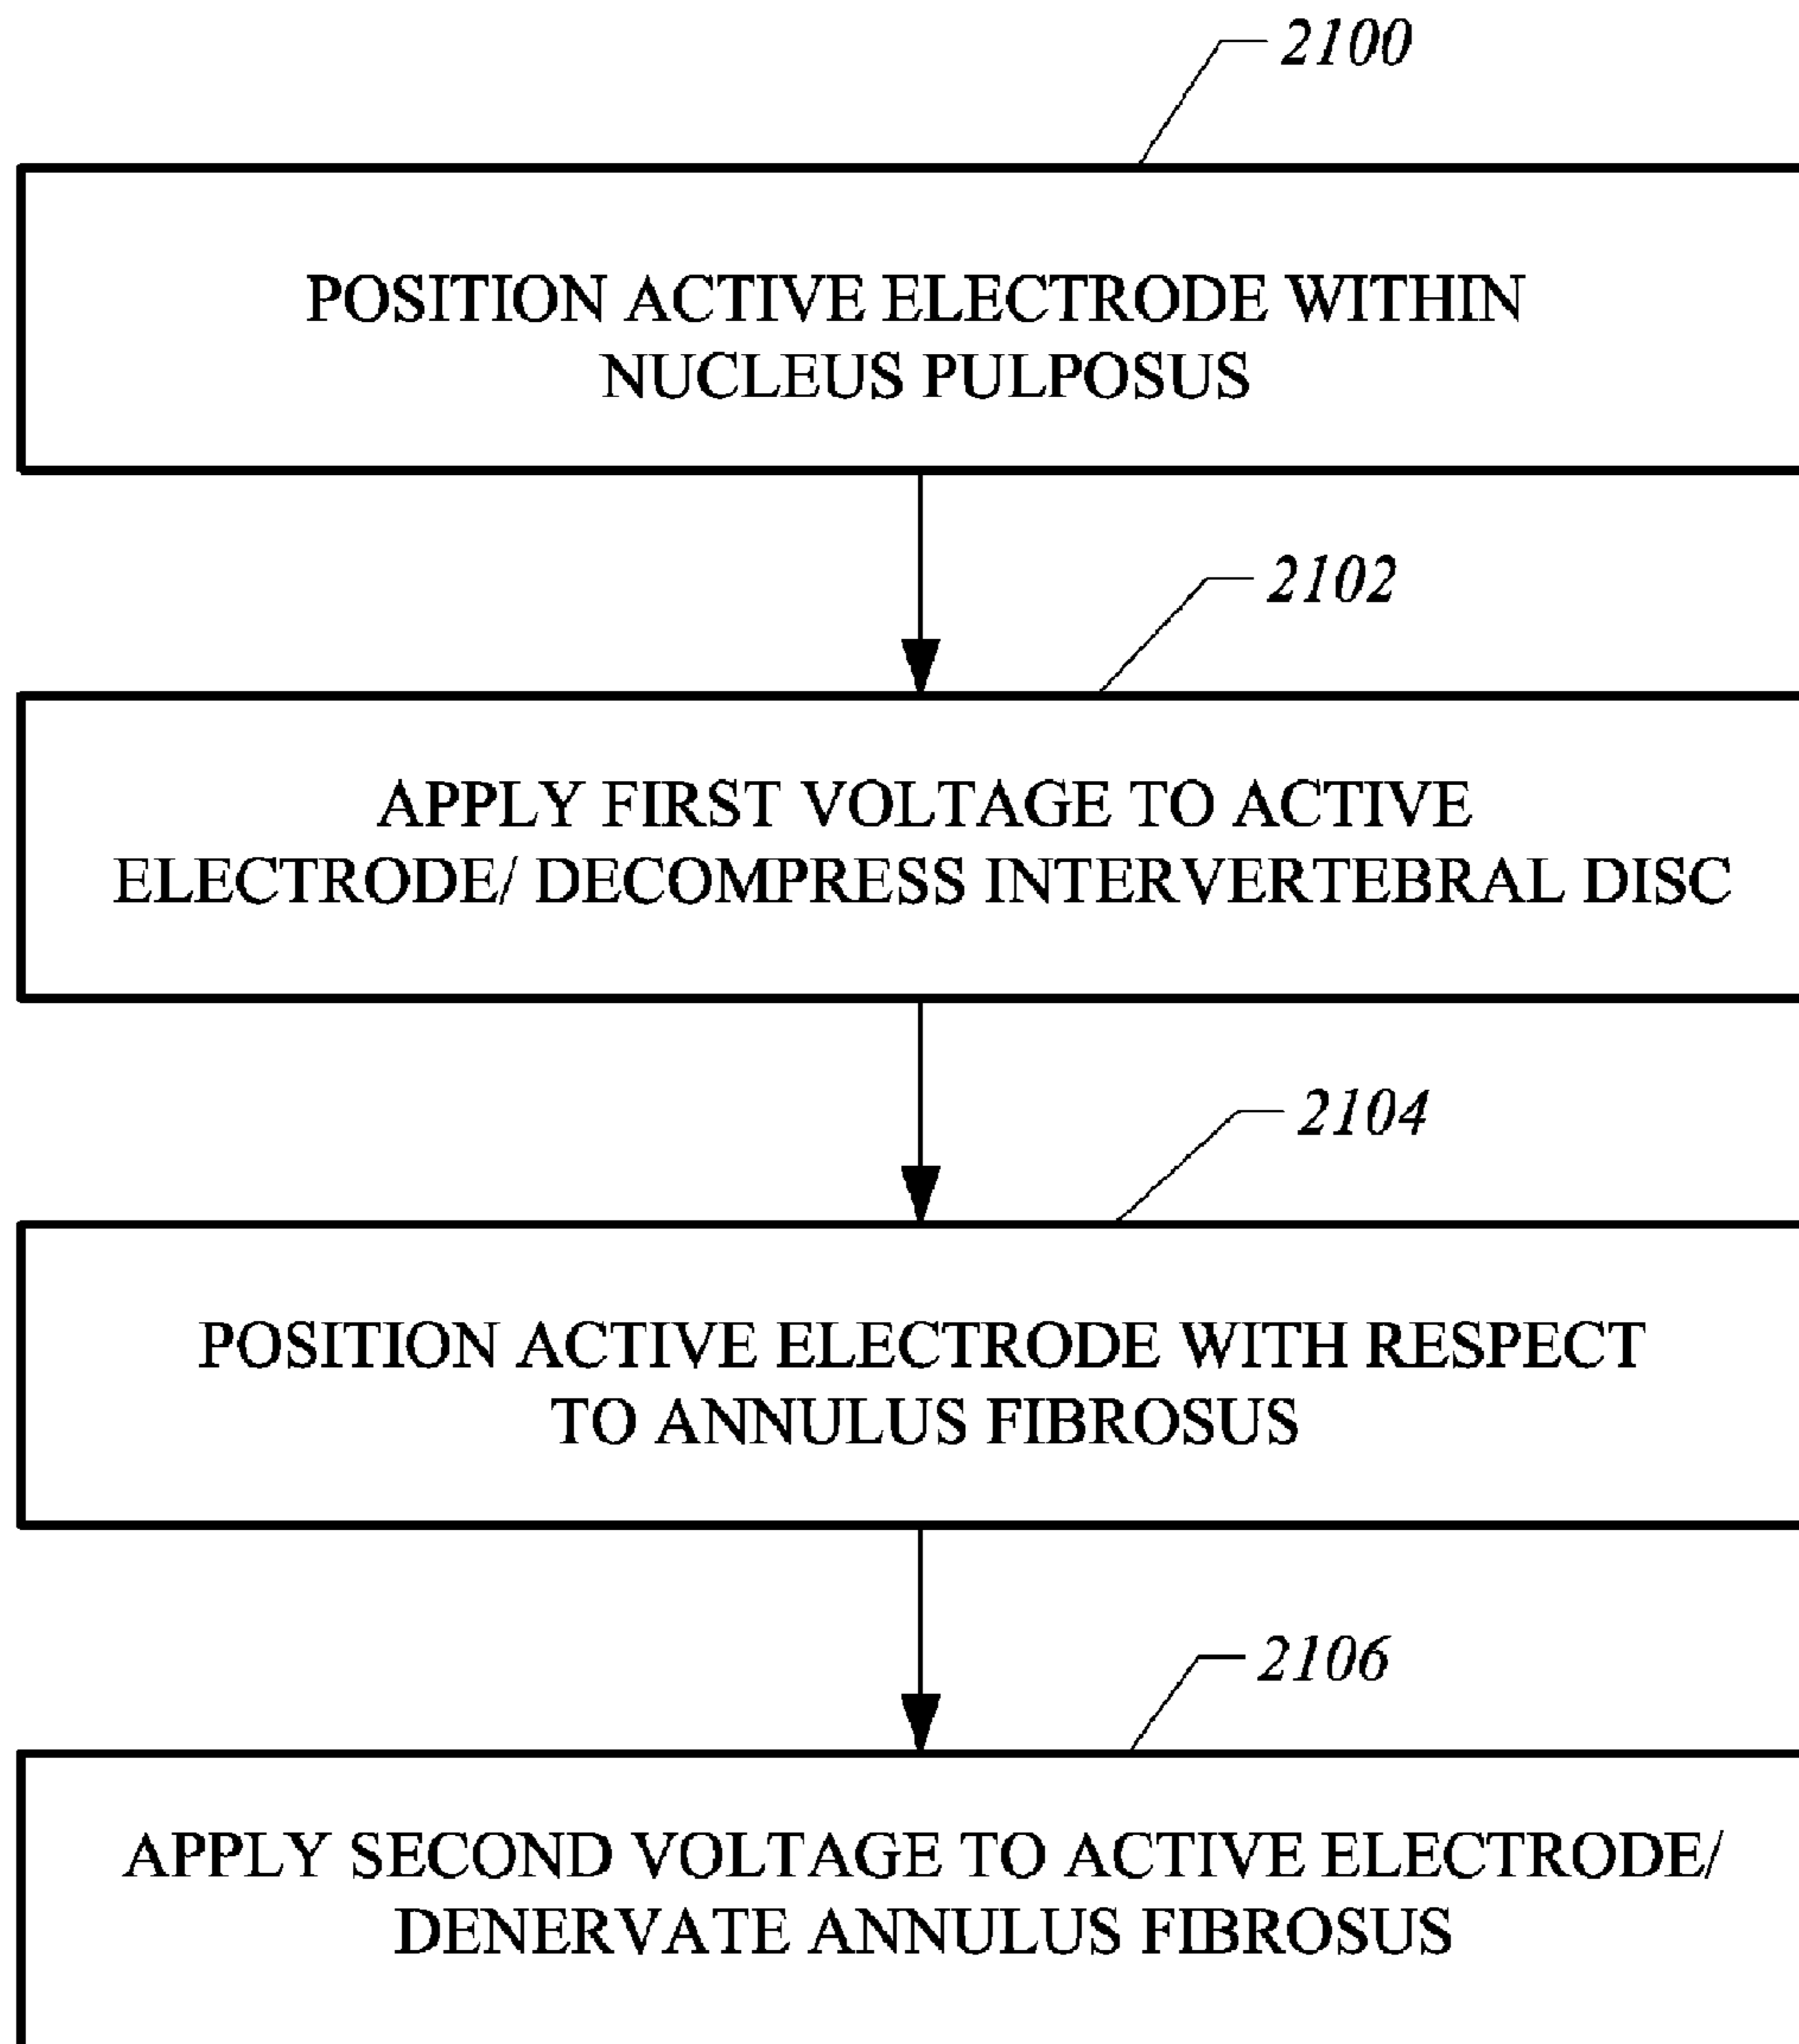 2100
POSITION ACTIVE ELECTRODE WITHIN
NUCLEUS PULPOSUS
2102
APPLY FIRST VOLTAGE TO ACTIVE
ELECTRODE/ DECOMPRESS INTERVERTEBRAL DISC
2104
POSITION ACTIVE ELECTRODE WITH RESPECT
TO ANNULUS FIBROSUS
2106
APPLY SECOND VOLTAGE TO ACTIVE ELECTRODE/
DENERVATE ANNULUS FIBROSUS